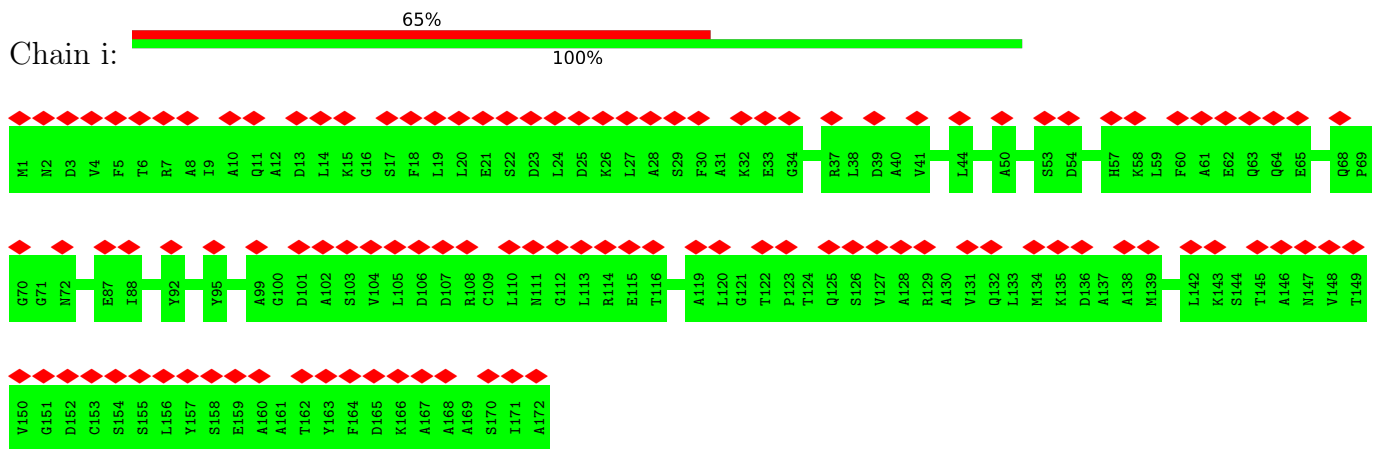 65%
Chain i:
100%
M1 N2 D3 V4 F5 T6 R7 A8 I9 A10 Q11 A12 D13 L14 K15 G16 S17 F18 L19 L20 E21 S22 D23 L24 D25 K26 L27 A28 S29 F30 A31 K32 E33 G34 R37 L38 D39 A40 V41 L44 A50 S53 D54 H57 K58 L59 F60 A61 E62 Q63 Q64 E65 Q68 P69
G70 G71 N72 E87 I88 Y92 Y95 A99 G100 D101 A102 S103 V104 L105 D106 D107 R108 C109 L110 N111 G112 L113 R114 E115 T116 A119 L120 G121 T122 P123 T124 Q125 S126 V127 A128 R129 A130 V131 Q132 L133 M134 K135 D136 A137 A138 M139 L142 K143 S144 T145 A146 N147 V148 T149
V150 G151 D152 C153 S154 S155 L156 Y157 S158 E159 A160 A161 T162 Y163 F164 D165 K166 A167 A168 A169 S170 I171 A172